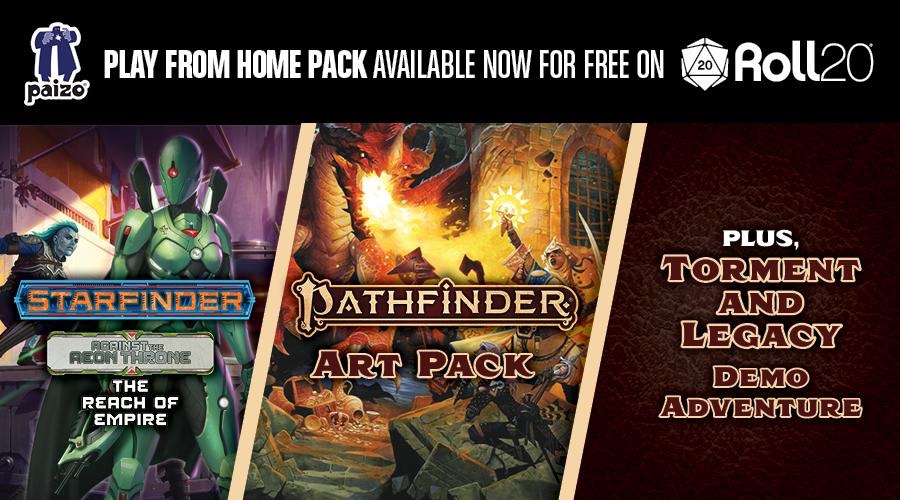 paizo
PLAY FROM HOME PACK AVAILABLE NOW FOR FREE ON
20
Roll20
STARFINDER
AGAINST THE
AEON THRONE
THE
REACH OF
EMPIRE
PATHFINDER
ART PACK
PLUS,
TORMENT
AND
LEGACY
DEMO
ADVENTURE